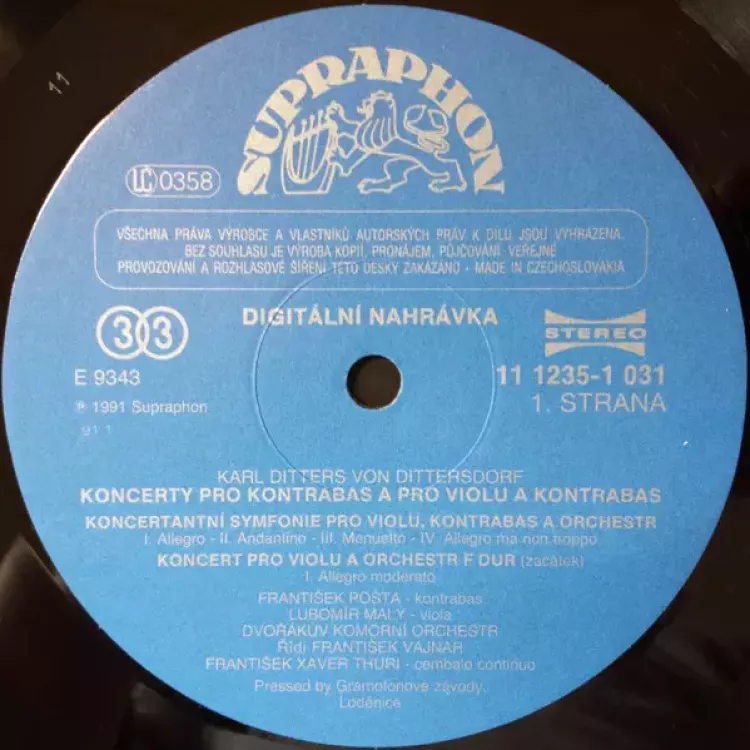 11
SUPRAPHON
LC 0358
VŠECHNA PRÁVA VÝROBCE A VLASTNÍKŮ AUTORSKÝCH PRÁV K DÍLU JSOU VYHRAZENA.
BEZ SOUHLASU JE VÝROBA KOPIÍ, PRONÁJEM, PŮJČOVÁNÍ, VEŘEJNÉ
PROVOZOVÁNÍ A ROZHLASOVÉ ŠÍŘENÍ TÉTO DESKY ZAKÁZÁNO - MADE IN CZECHOSLOVAKIA
33
DIGITÁLNÍ NAHRÁVKA
STEREO
E 9343
11 1235-1 031
℗ 1991 Supraphon
1. STRANA
91 1
KARL DITTERS VON DITTERSDORF
KONCERTY PRO KONTRABAS A PRO VIOLU A KONTRABAS
KONCERTANTNÍ SYMFONIE PRO VIOLU, KONTRABAS A ORCHESTR
I. Allegro - II. Andantino - III. Menuetto - IV. Allegro ma non troppo
KONCERT PRO VIOLU A ORCHESTR F DUR (začátek)
I. Allegro moderato
FRANTIŠEK POŠTA - kontrabas
LUBOMÍR MALÝ - viola
DVOŘÁKŮV KOMORNÍ ORCHESTR
Řídí FRANTIŠEK VAJNAR
FRANTIŠEK XAVER THURI - cembalo continuo
Pressed by Gramofonové závody,
Loděnice